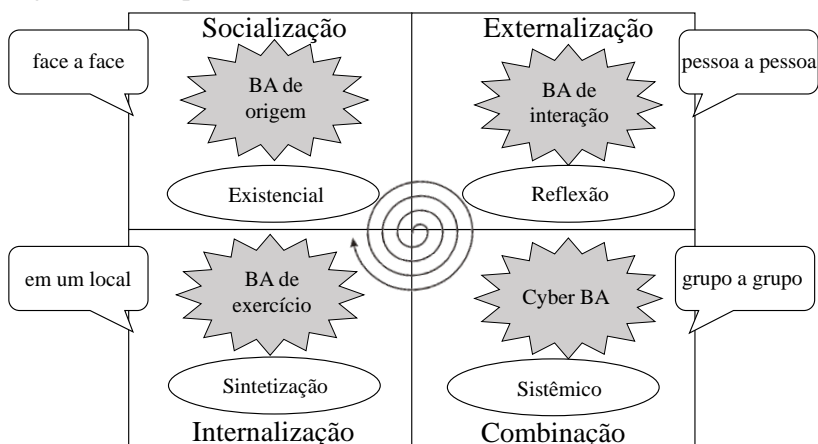 Socialização
Externalização
face a face
pessoa a pessoa
BA de
origem
BA de
interação
Existencial
Reflexão
em um local
grupo a grupo
BA de
exercício
Cyber BA
Sintetização
Sistêmico
Internalização
Combinação